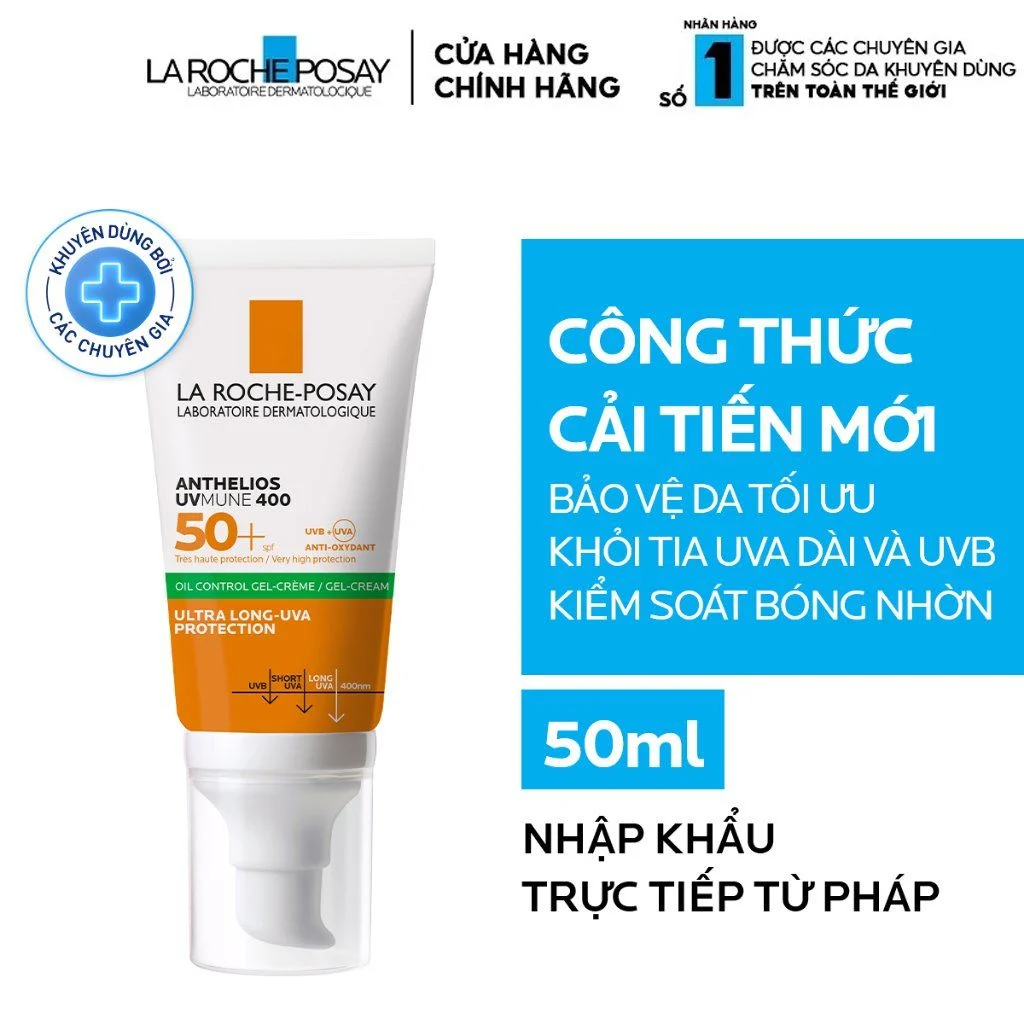 LA ROCHE POSAY
LABORATOIRE DERMATOLOGIQUE
CỬA HÀNG
CHÍNH HÃNG
NHÃN HÀNG
SỐ 1
ĐƯỢC CÁC CHUYÊN GIA
CHĂM SÓC DA KHUYÊN DÙNG
TRÊN TOÀN THẾ GIỚI
KHUYÊN DÙNG BỞI
CÁC CHUYÊN GIA
LA ROCHE-POSAY
LABORATOIRE DERMATOLOGIQUE
ANTHELIOS
UVMUNE 400
50+ spf
UVB + UVA
ANTI-OXYDANT
Très haute protection / Very high protection
OIL CONTROL GEL-CRÈME / GEL-CREAM
ULTRA LONG-UVA
PROTECTION
UVB
SHORT UVA
LONG UVA
400nm
CÔNG THỨC
CẢI TIẾN MỚI
BẢO VỆ DA TỐI ƯU
KHỎI TIA UVA DÀI VÀ UVB
KIỂM SOÁT BÓNG NHỜN
50ml
NHẬP KHẨU
TRỰC TIẾP TỪ PHÁP